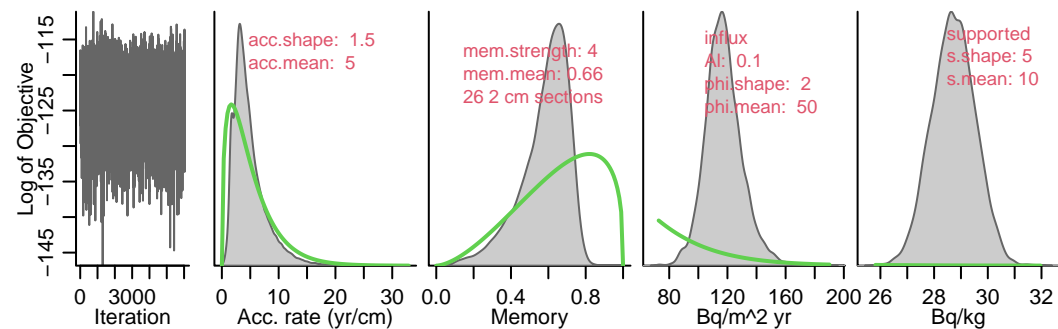 Log of Objective
−115
−125
−135
−145
0
3000
Iteration
acc.shape: 1.5
acc.mean: 5
0
10
20
30
Acc. rate (yr/cm)
mem.strength: 4
mem.mean: 0.66
26 2 cm sections
0.0
0.4
0.8
Memory
influx
Al: 0.1
phi.shape: 2
phi.mean: 50
80
120
160
200
Bq/m^2 yr
supported
s.shape: 5
s.mean: 10
26
28
30
32
Bq/kg